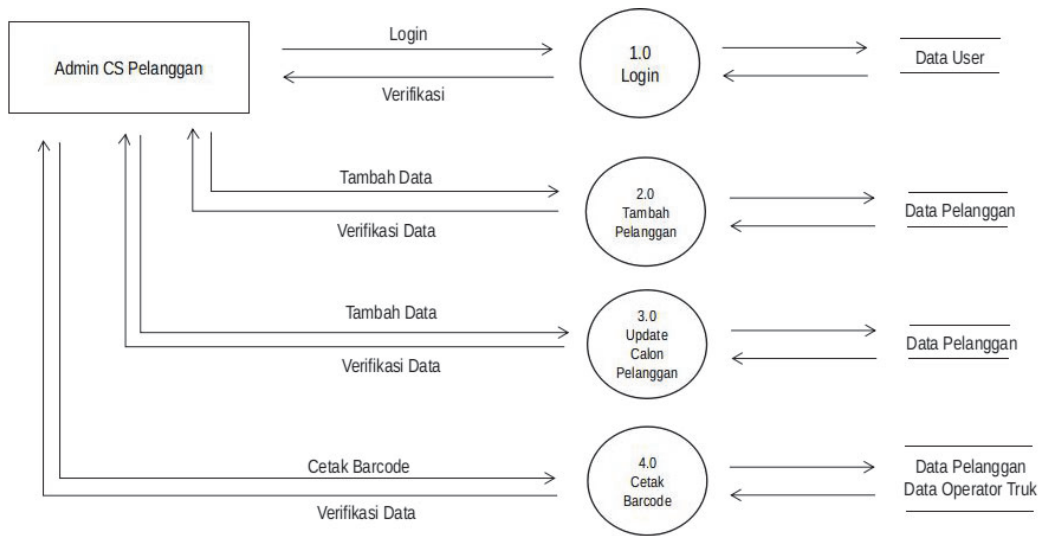 Admin CS Pelanggan
Login
Verifikasi
1.0
Login
Data User
Tambah Data
Verifikasi Data
2.0
Tambah
Pelanggan
Data Pelanggan
Tambah Data
Verifikasi Data
3.0
Update
Calon
Pelanggan
Data Pelanggan
Cetak Barcode
Verifikasi Data
4.0
Cetak
Barcode
Data Pelanggan
Data Operator Truk